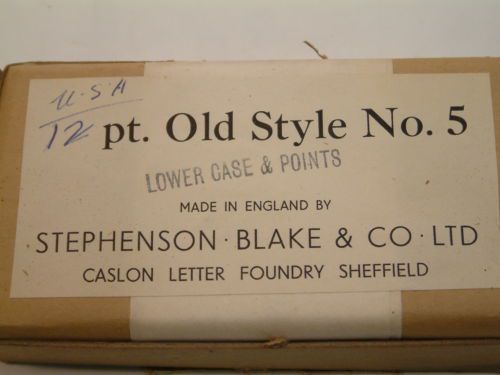 U.S.A
12 pt. Old Style No. 5
LOWER CASE & POINTS
MADE IN ENGLAND BY
STEPHENSON · BLAKE & CO · LTD
CASLON LETTER FOUNDRY SHEFFIELD